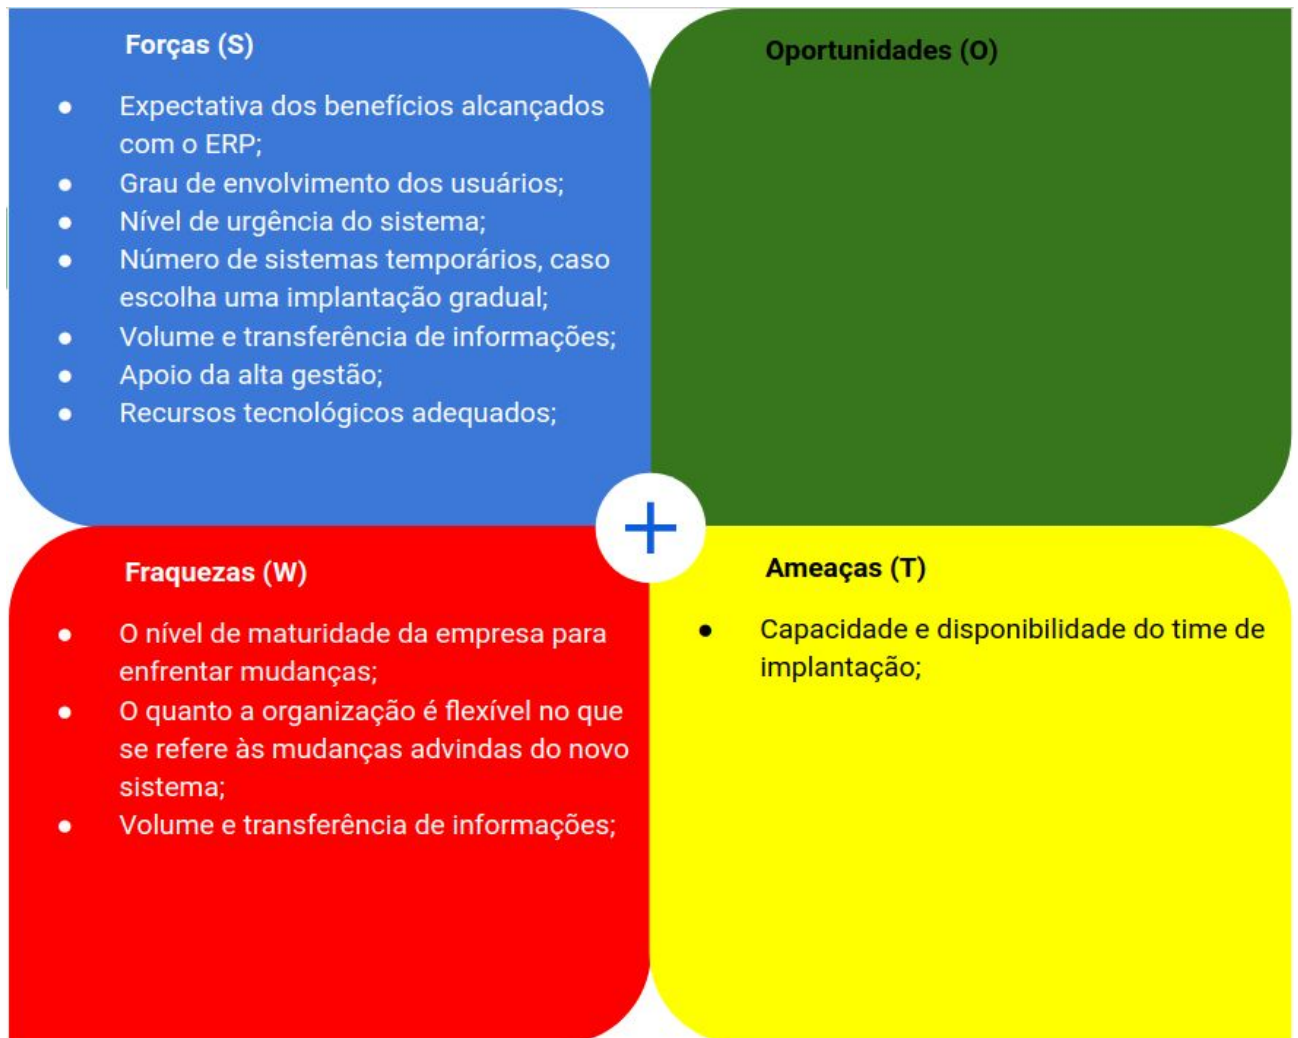 Forças (S)
● Expectativa dos benefícios alcançados
com o ERP;
● Grau de envolvimento dos usuários;
● Nível de urgência do sistema;
● Número de sistemas temporários, caso
escolha uma implantação gradual;
● Volume e transferência de informações;
● Apoio da alta gestão;
● Recursos tecnológicos adequados;
Oportunidades (O)
Fraquezas (W)
● O nível de maturidade da empresa para
enfrentar mudanças;
● O quanto a organização é flexível no que
se refere às mudanças advindas do novo
sistema;
● Volume e transferência de informações;
Ameaças (T)
● Capacidade e disponibilidade do time de
implantação;